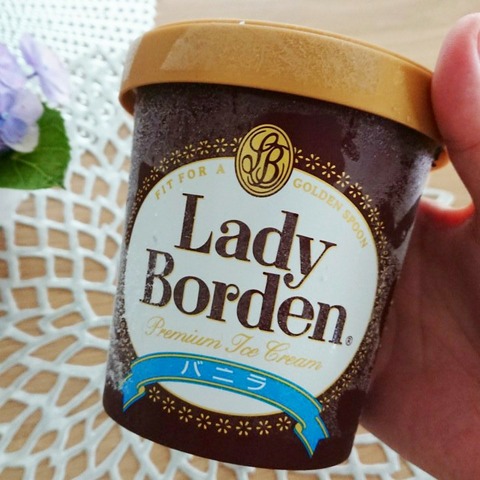 LB
FIT FOR A GOLDEN SPOON
Lady
Borden®
Premium Ice Cream
バニラ